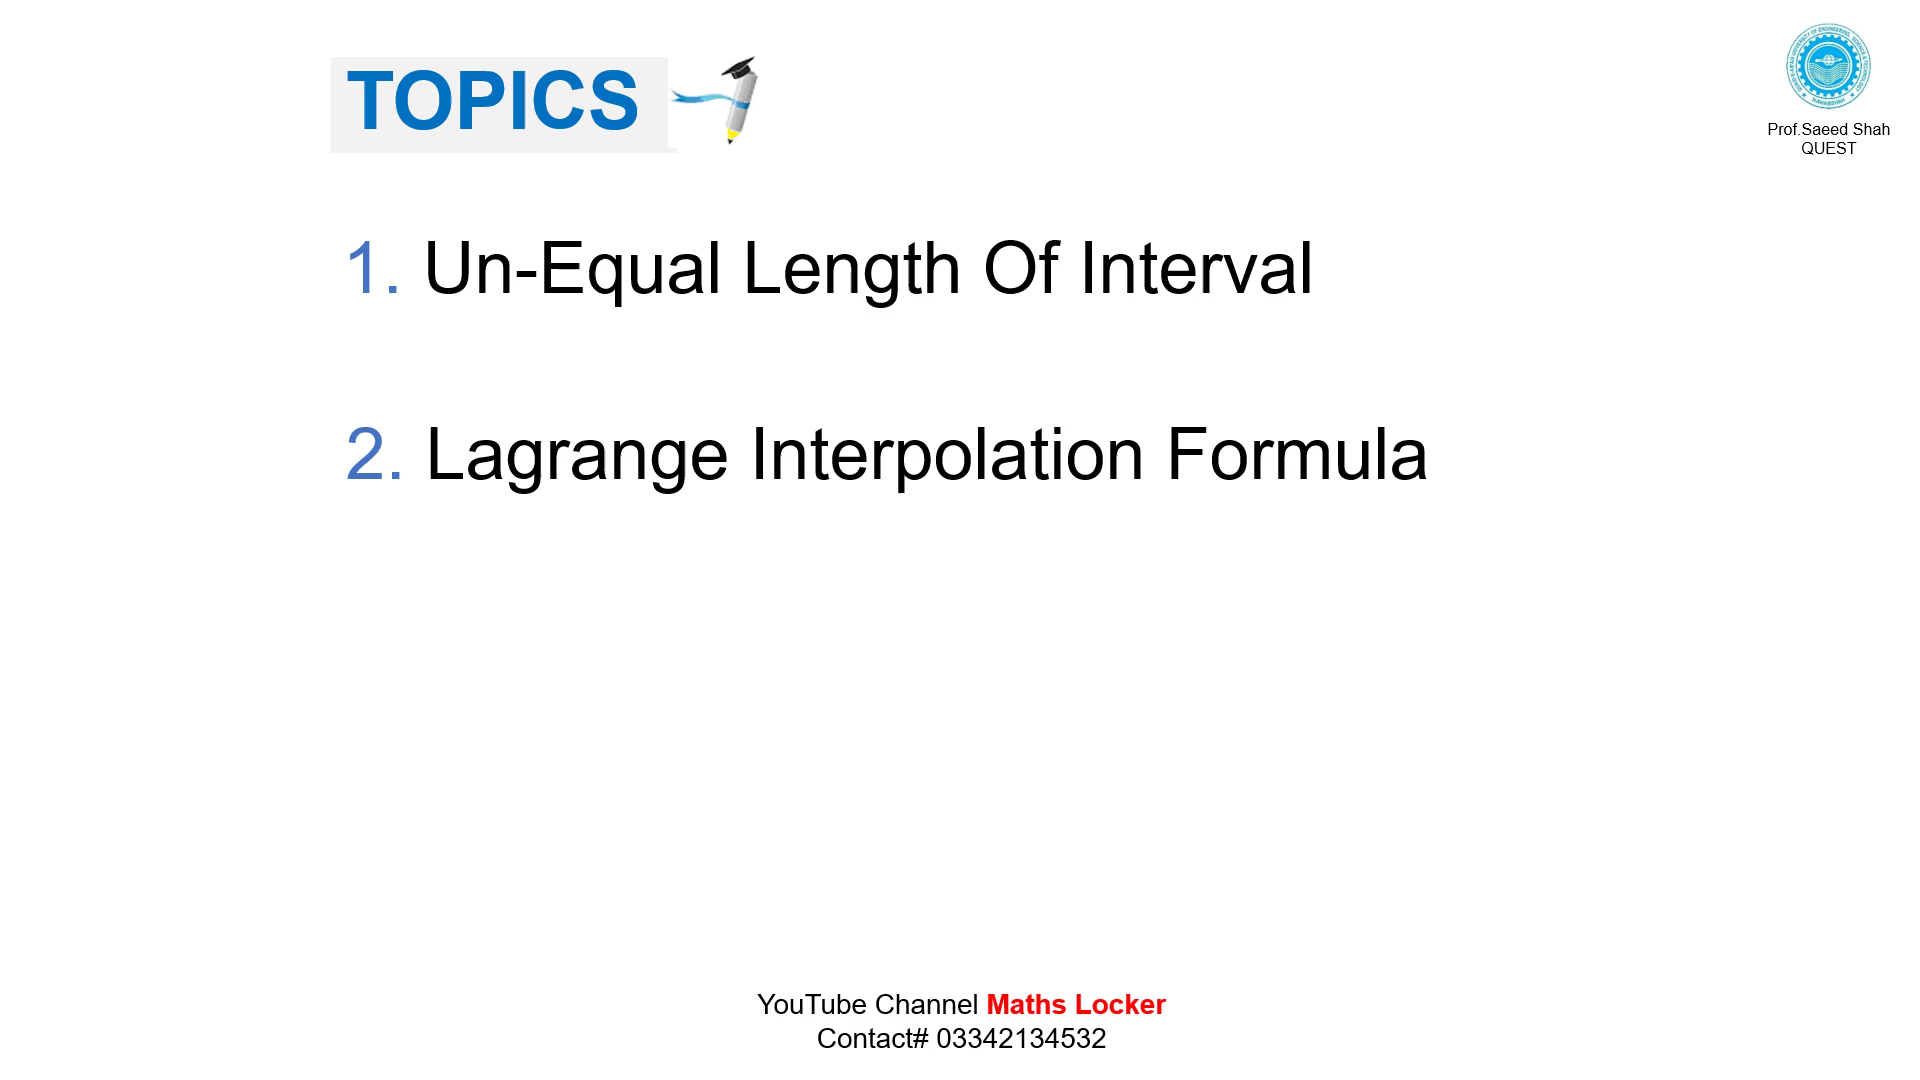 TOPICS
Prof.Saeed Shah
QUEST
1. Un-Equal Length Of Interval
2. Lagrange Interpolation Formula
YouTube Channel Maths Locker
Contact# 03342134532